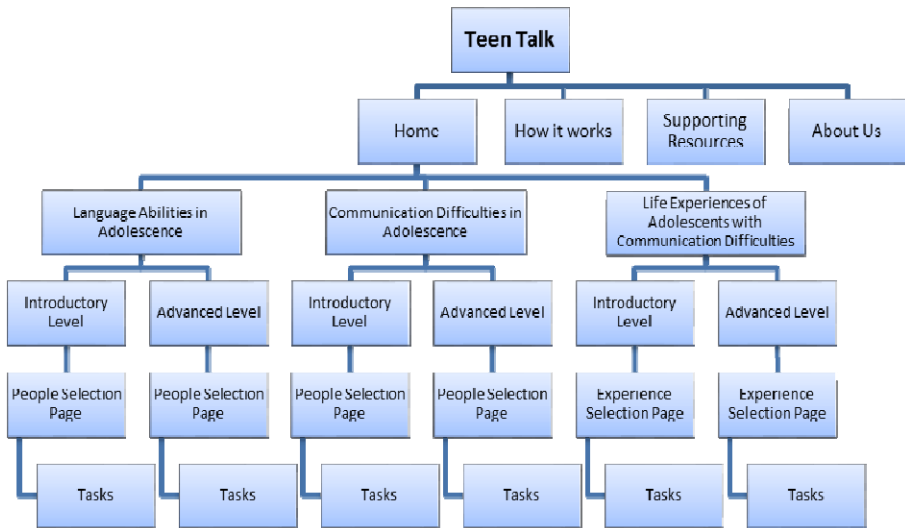 Teen Talk
Home
How it works
Supporting
Resources
About Us
Language Abilities in
Adolescence
Communication Difficulties in
Adolescence
Life Experiences of
Adolescents with
Communication Difficulties
Introductory
Level
Advanced Level
Introductory
Level
Advanced Level
Introductory
Level
Advanced Level
People Selection
Page
People Selection
Page
People Selection
Page
People Selection
Page
Experience
Selection Page
Experience
Selection Page
Tasks
Tasks
Tasks
Tasks
Tasks
Tasks